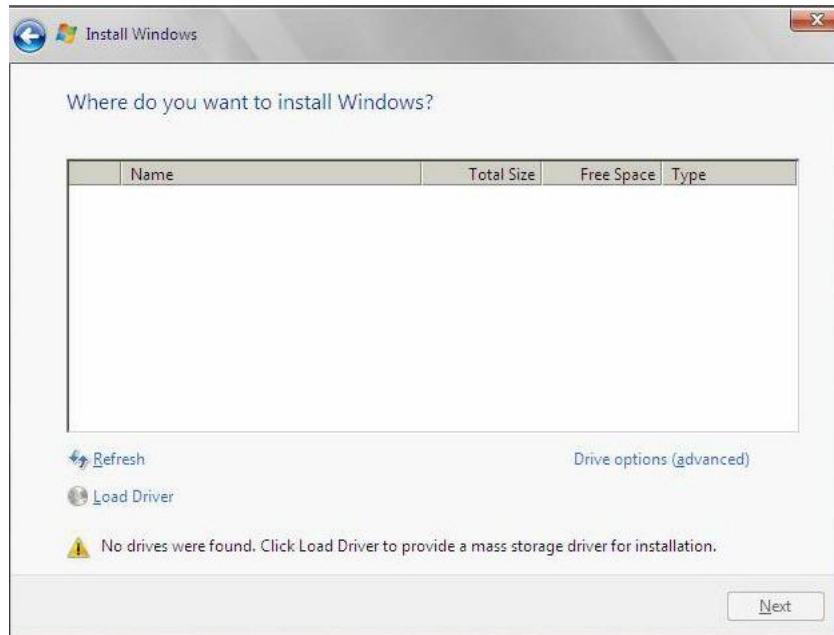 Install Windows
Where do you want to install Windows?
Name Total Size Free Space Type
Refresh Drive options (advanced)
Load Driver
No drives were found. Click Load Driver to provide a mass storage driver for installation.
Next